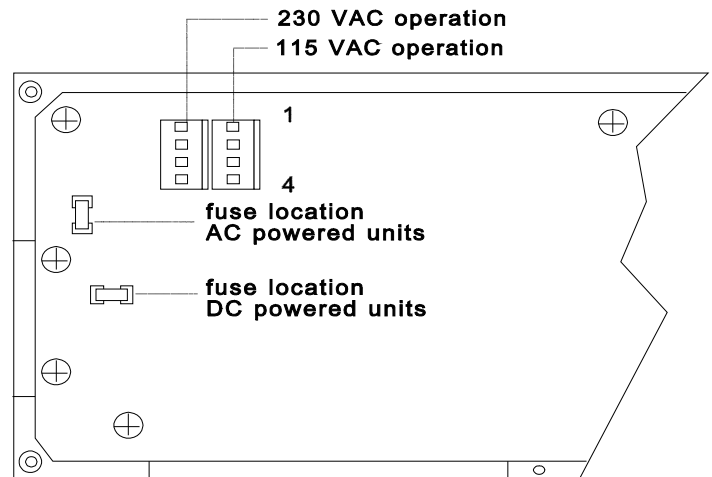 230 VAC operation
115 VAC operation
1
4
fuse location
AC powered units
fuse location
DC powered units